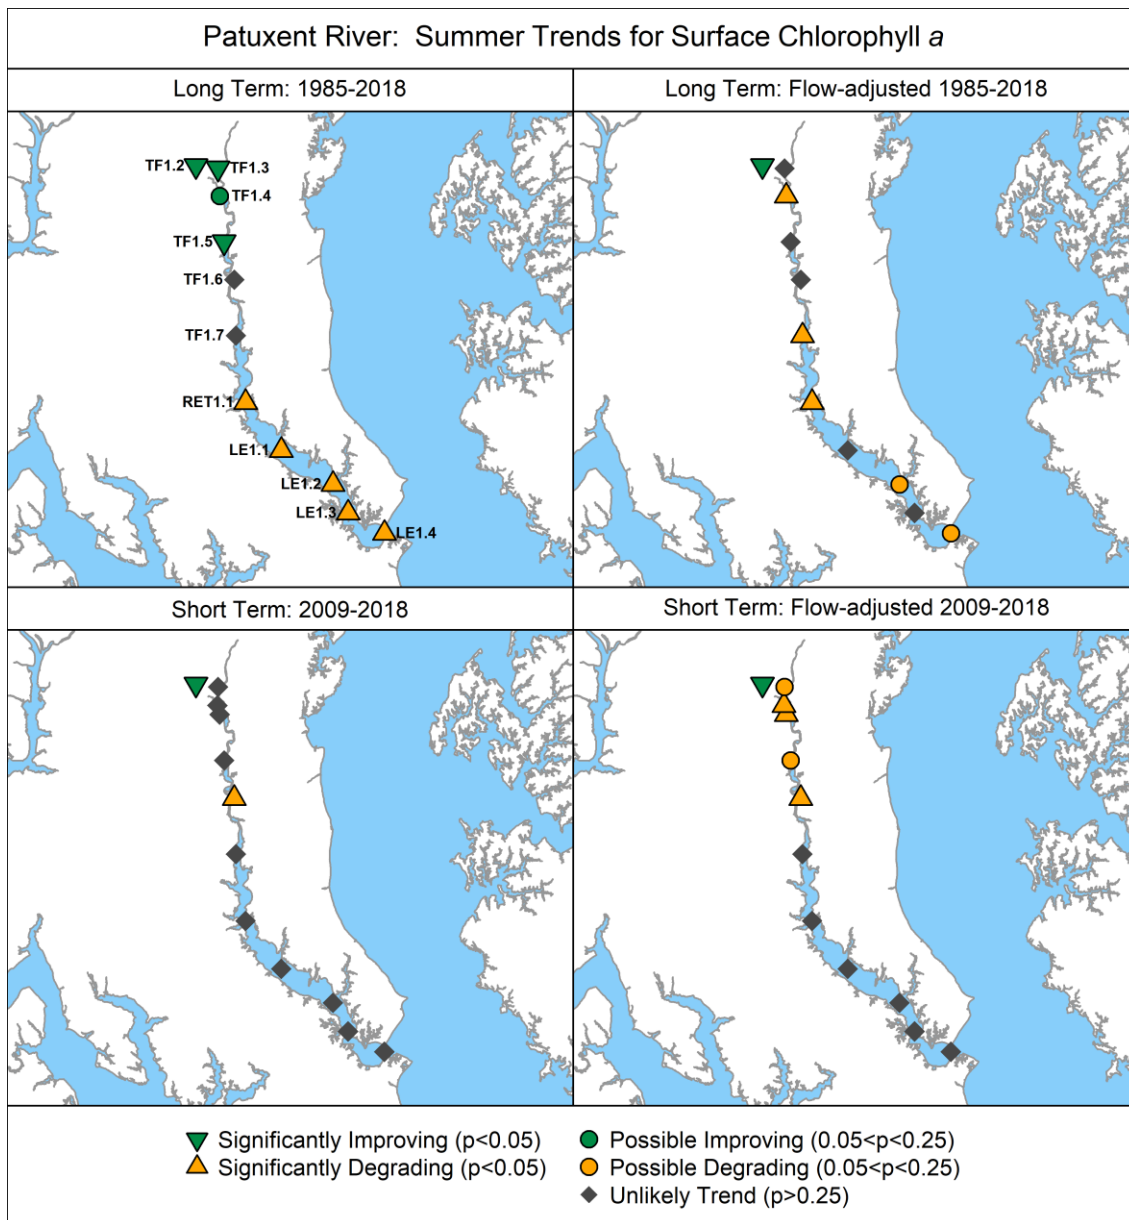 Patuxent River: Summer Trends for Surface Chlorophyll a
Long Term: 1985-2018
Long Term: Flow-adjusted 1985-2018
TF1.2
TF1.3
TF1.4
TF1.5
TF1.6
TF1.7
RET1.1
LE1.1
LE1.2
LE1.3
LE1.4
Short Term: 2009-2018
Short Term: Flow-adjusted 2009-2018
Significantly Improving (p<0.05)
Significantly Degrading (p<0.05)
Possible Improving (0.05<p<0.25)
Possible Degrading (0.05<p<0.25)
Unlikely Trend (p>0.25)